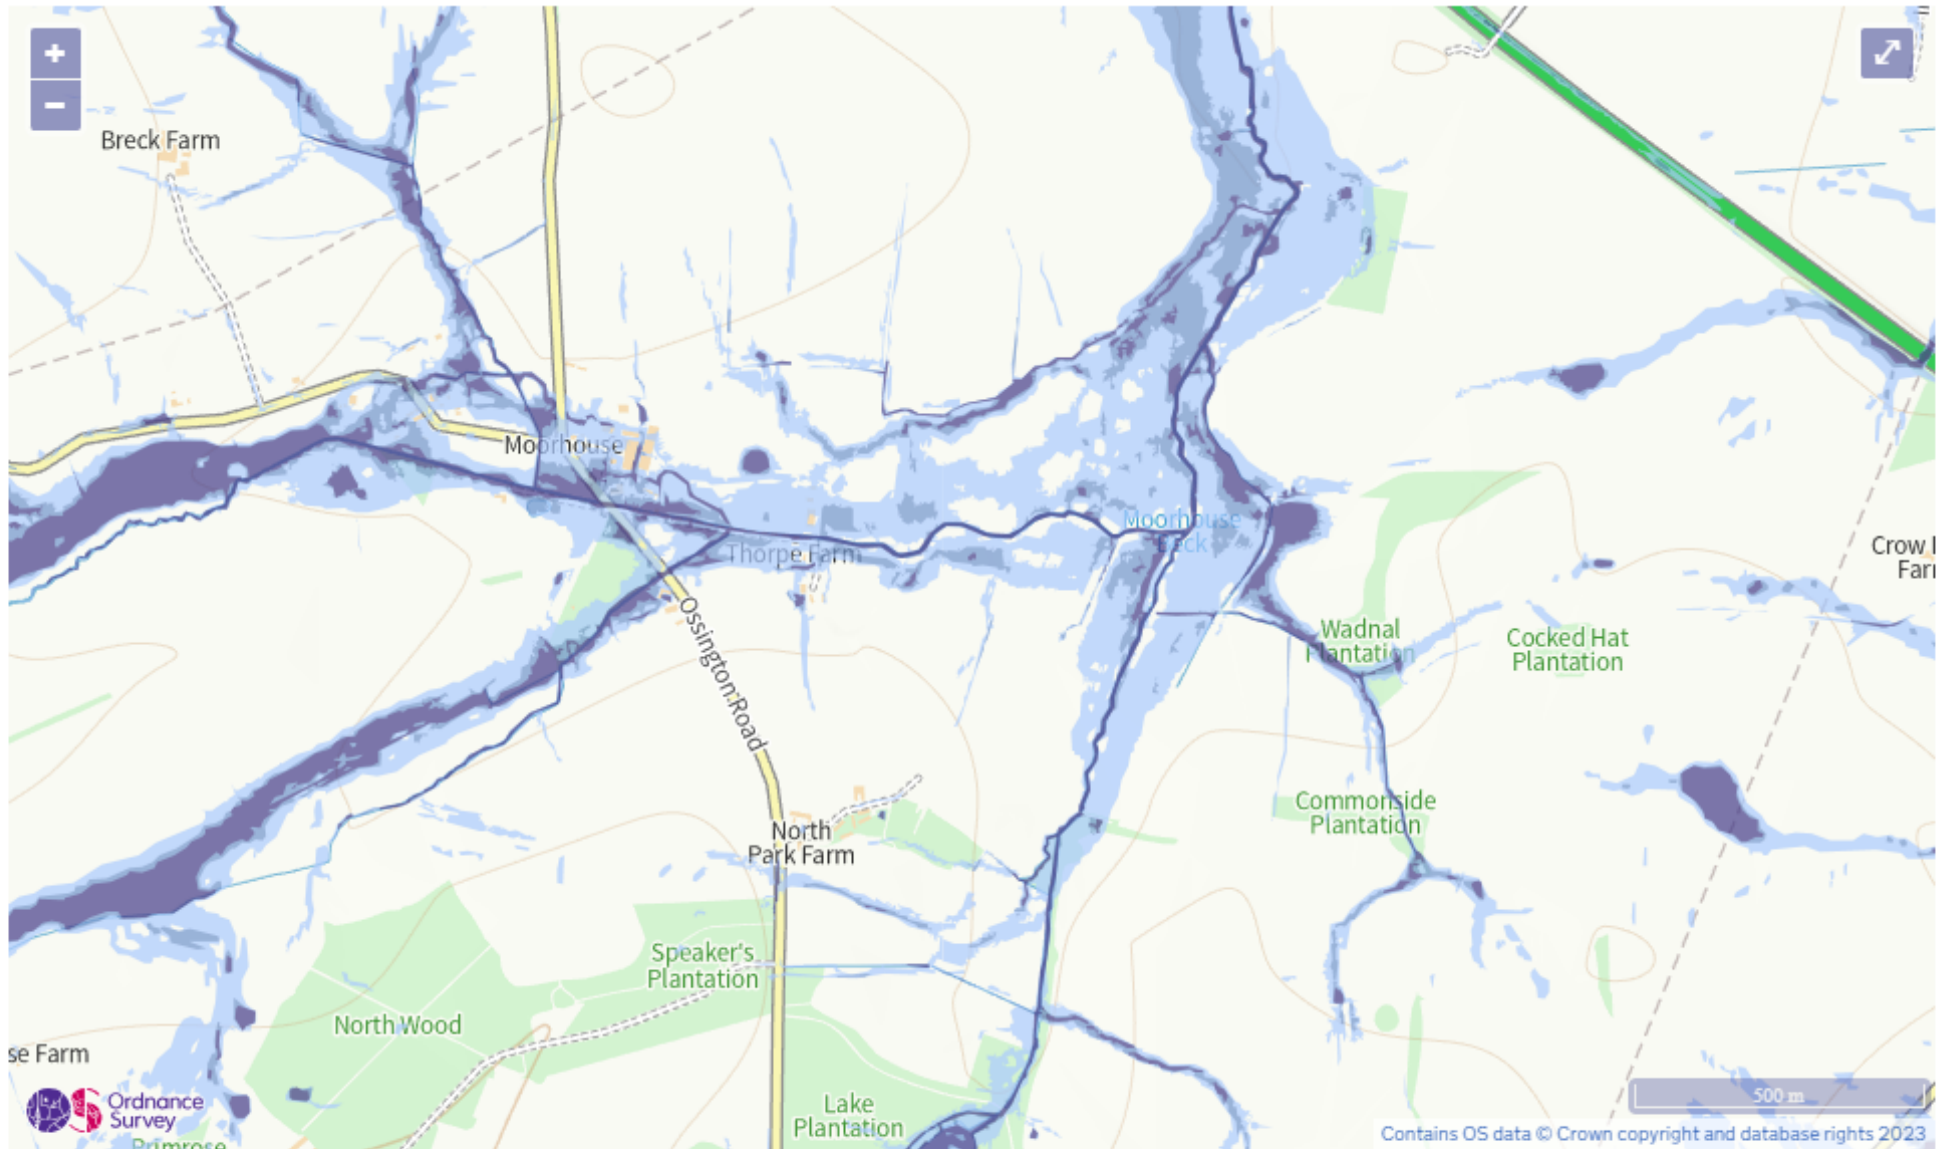 +
−
Breck Farm
Moorhouse
Moorhouse
Beck
Thorpe Farm
Crow
Ossington Road
Wadnal
Plantation
Cocked Hat
Plantation
Commonside
Plantation
North
Park Farm
Speaker's
Plantation
North Wood
se Farm
Lake
Plantation
Ordnance
Survey
Primrose
500 m
Contains OS data © Crown copyright and database rights 2023